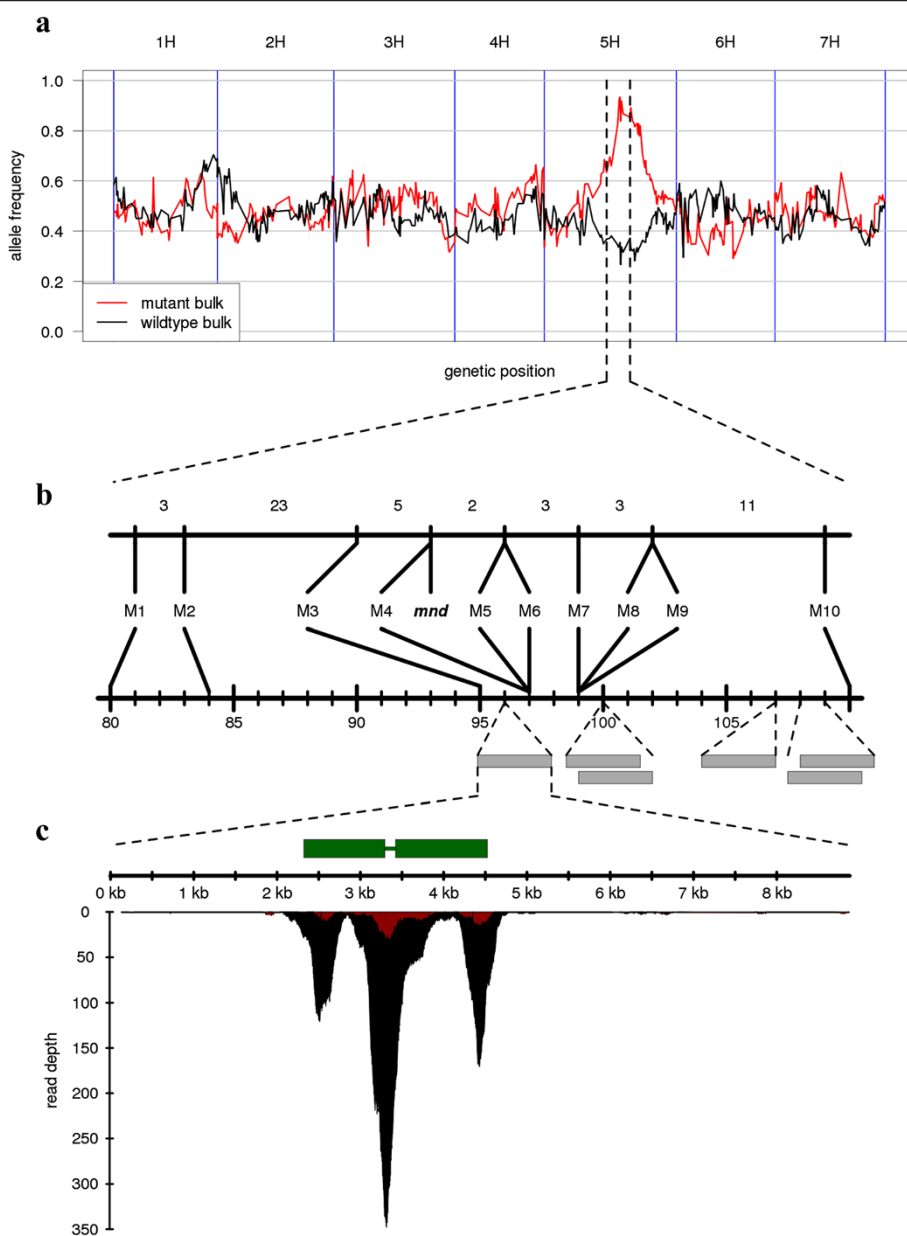 a
1H 2H 3H 4H 5H 6H 7H
1.0
0.8
0.6
0.4
0.2
0.0
allele frequency
mutant bulk
wildtype bulk
genetic position
b
3 23 5 2 3 3 11
M1 M2 M3 M4 mnd M5 M6 M7 M8 M9 M10
80 85 90 95 100 105
c
0 kb 1 kb 2 kb 3 kb 4 kb 5 kb 6 kb 7 kb 8 kb
0
50
100
150
200
250
300
350
read depth